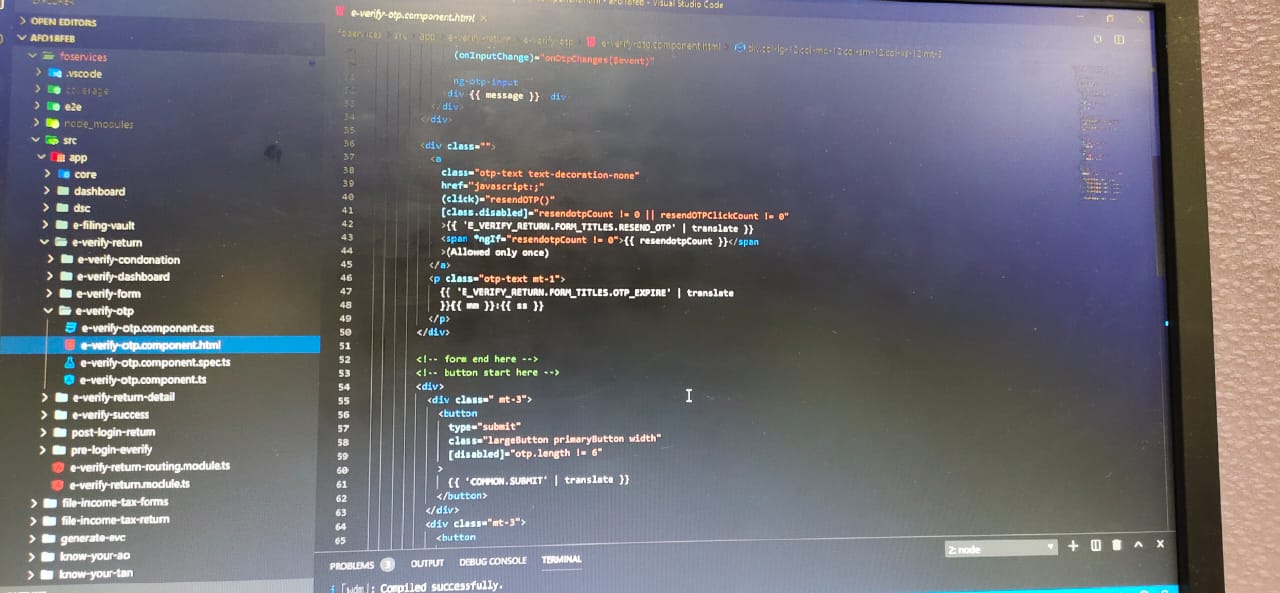 Visual Studio Code
OPEN EDITORS
AFO18FEB
foservices
.vscode
coverage
e2e
node_modules
src
app
core
dashboard
dsc
e-filing-vault
e-verify-return
e-verify-condonation
e-verify-dashboard
e-verify-form
e-verify-otp
e-verify-otp.component.css
e-verify-otp.component.html
e-verify-otp.component.spec.ts
e-verify-otp.component.ts
e-verify-return-detail
e-verify-success
post-login-return
pre-login-everify
e-verify-return-routing.module.ts
e-verify-return.module.ts
file-income-tax-forms
file-income-tax-return
generate-evc
know-your-ao
know-your-tan
e-verify-otp.component.html ×
foservices > src > app > e-verify-return > e-verify-otp > e-verify-otp.component.html > div.col-lg-12.col-md-12.col-sm-12.col-xs-12.mt-3
(onInputChange)="onOtpChanges($event)"
ng-otp-input
div {{ message }} div
33 </div>
34 </div>
35
36 <div class="">
37 <a
38 class="otp-text text-decoration-none"
39 href="javascript:;"
40 (click)="resendOTP()"
41 [class.disabled]="resendotpCount != 0 || resendOTPClickCount != 0"
42 >{{ 'E_VERIFY_RETURN.FORM_TITLES.RESEND_OTP' | translate }}
43 <span *ngIf="resendotpCount != 0">{{ resendotpCount }}</span
44 >(Allowed only once)
45 </a>
46 <p class="otp-text mt-1">
47 {{ 'E_VERIFY_RETURN.FORM_TITLES.OTP_EXPIRE' | translate
48 }}{{ mm }}:{{ ss }}
49 </p>
50 </div>
51
52 <!-- form end here -->
53 <!-- button start here -->
54 <div>
55 <div class=" mt-3">
56 <button
57 type="submit"
58 class="largeButton primaryButton width"
59 [disabled]="otp.length != 6"
60 >
61 {{ 'COMMON.SUBMIT' | translate }}
62 </button>
63 </div>
64 <div class="mt-3">
65 <button
PROBLEMS 3 OUTPUT DEBUG CONSOLE TERMINAL 2: node
i ｢wdm｣: Compiled successfully.